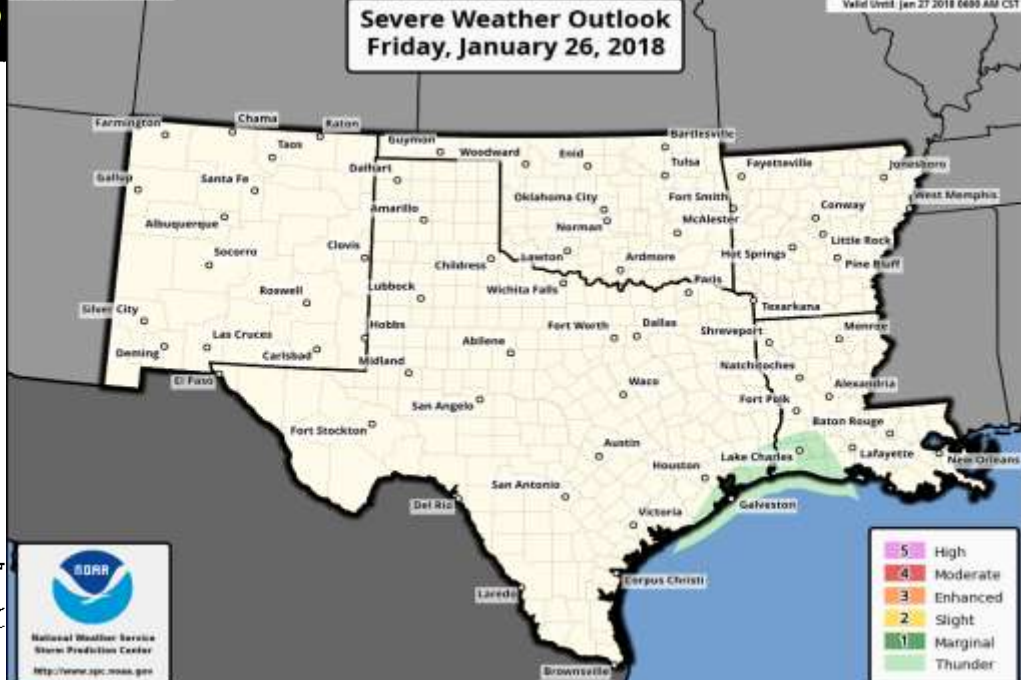 Valid Until: Jan 27 2018 0600 AM CST
Severe Weather Outlook
Friday, January 26, 2018
Farmington
Chama
Raton
Guymon
Bartlesville
Taos
Woodward
Enid
Tulsa
Fayetteville
Jonesboro
Gallup
Santa Fe
Dalhart
Oklahoma City
Fort Smith
West Memphis
Albuquerque
Amarillo
Norman
McAlester
Conway
Socorro
Clovis
Childress
Lawton
Ardmore
Hot Springs
Little Rock
Pine Bluff
Roswell
Lubbock
Wichita Falls
Paris
Texarkana
Silver City
Las Cruces
Hobbs
Abilene
Fort Worth
Dallas
Shreveport
Monroe
Deming
Carlsbad
Midland
Natchitoches
El Paso
San Angelo
Waco
Fort Polk
Alexandria
Fort Stockton
Austin
Baton Rouge
Houston
Lake Charles
Lafayette
New Orleans
Del Rio
San Antonio
Victoria
Galveston
Corpus Christi
Laredo
Brownsville
NOAA
National Weather Service
Storm Prediction Center
http://www.spc.noaa.gov
5 High
4 Moderate
3 Enhanced
2 Slight
1 Marginal
Thunder